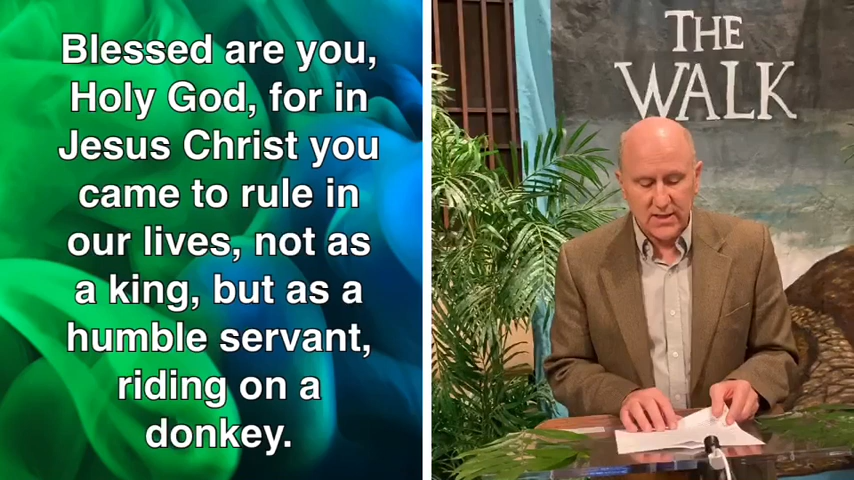 Blessed are you,
Holy God, for in
Jesus Christ you
came to rule in
our lives, not as
a king, but as a
humble servant,
riding on a
donkey.
THE
WALK